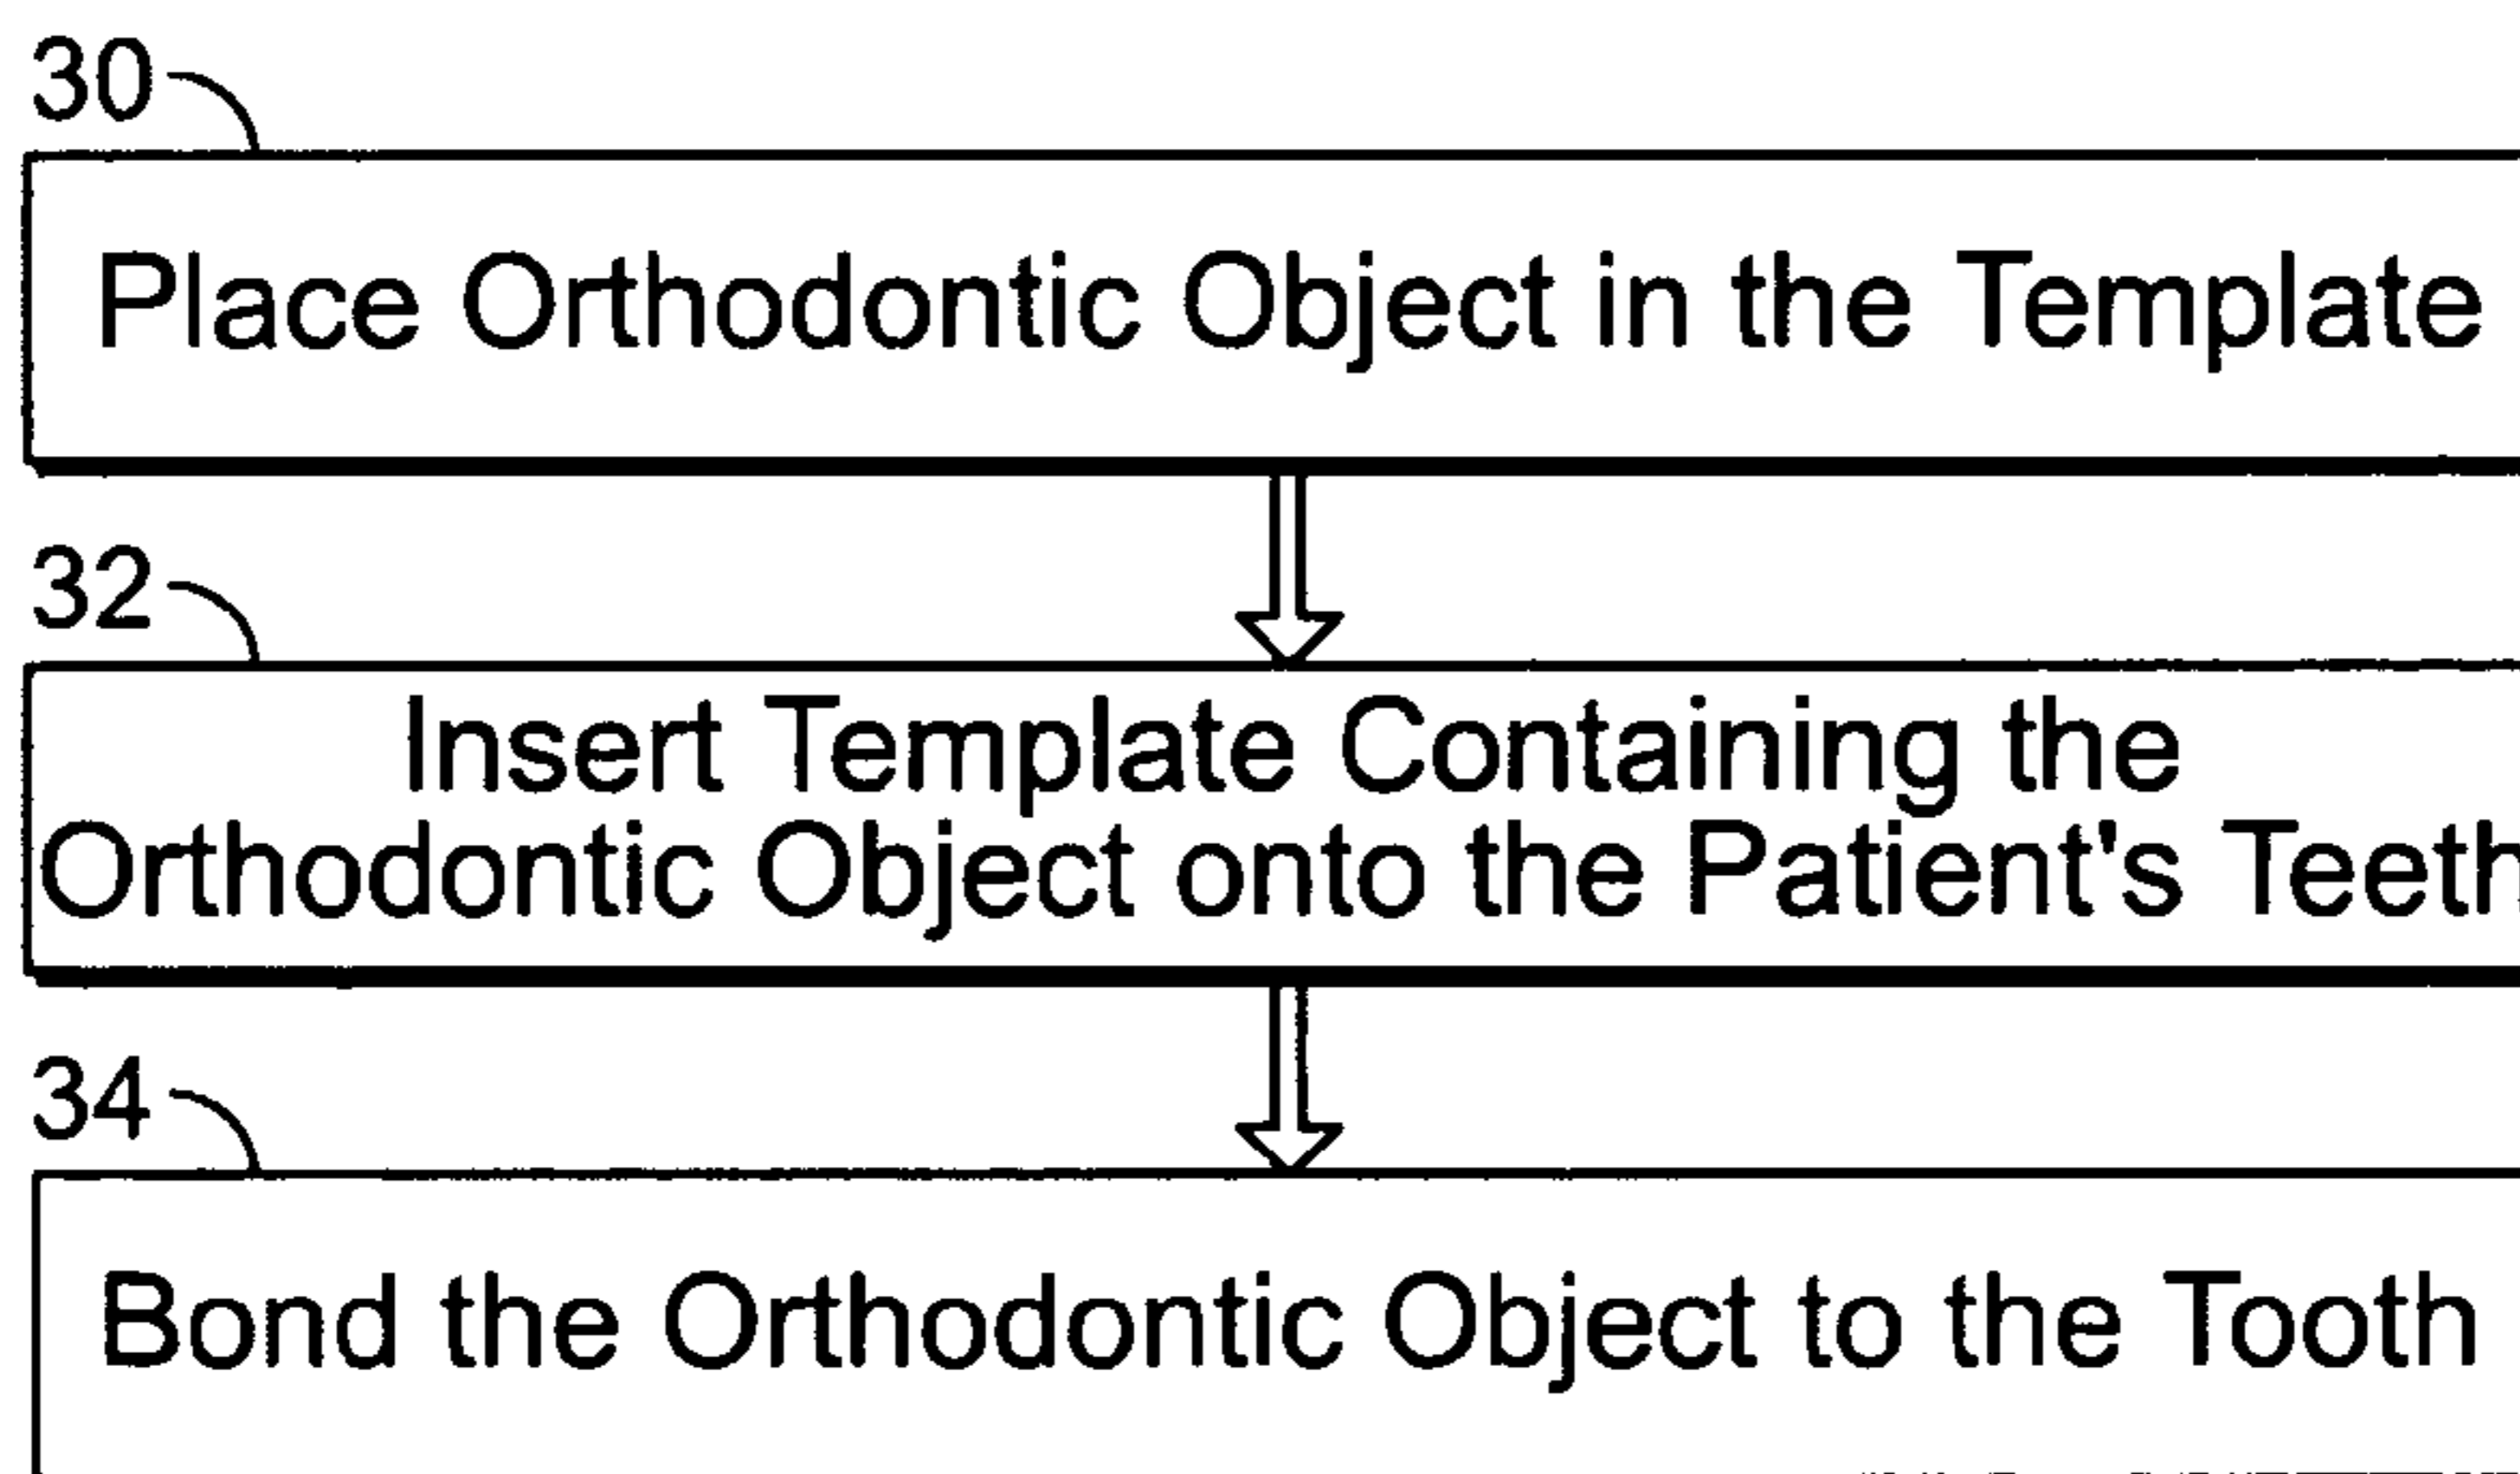 30
Place Orthodontic Object in the Template
32
Insert Template Containing the
Orthodontic Object onto the Patient's Teeth
34
Bond the Orthodontic Object to the Tooth